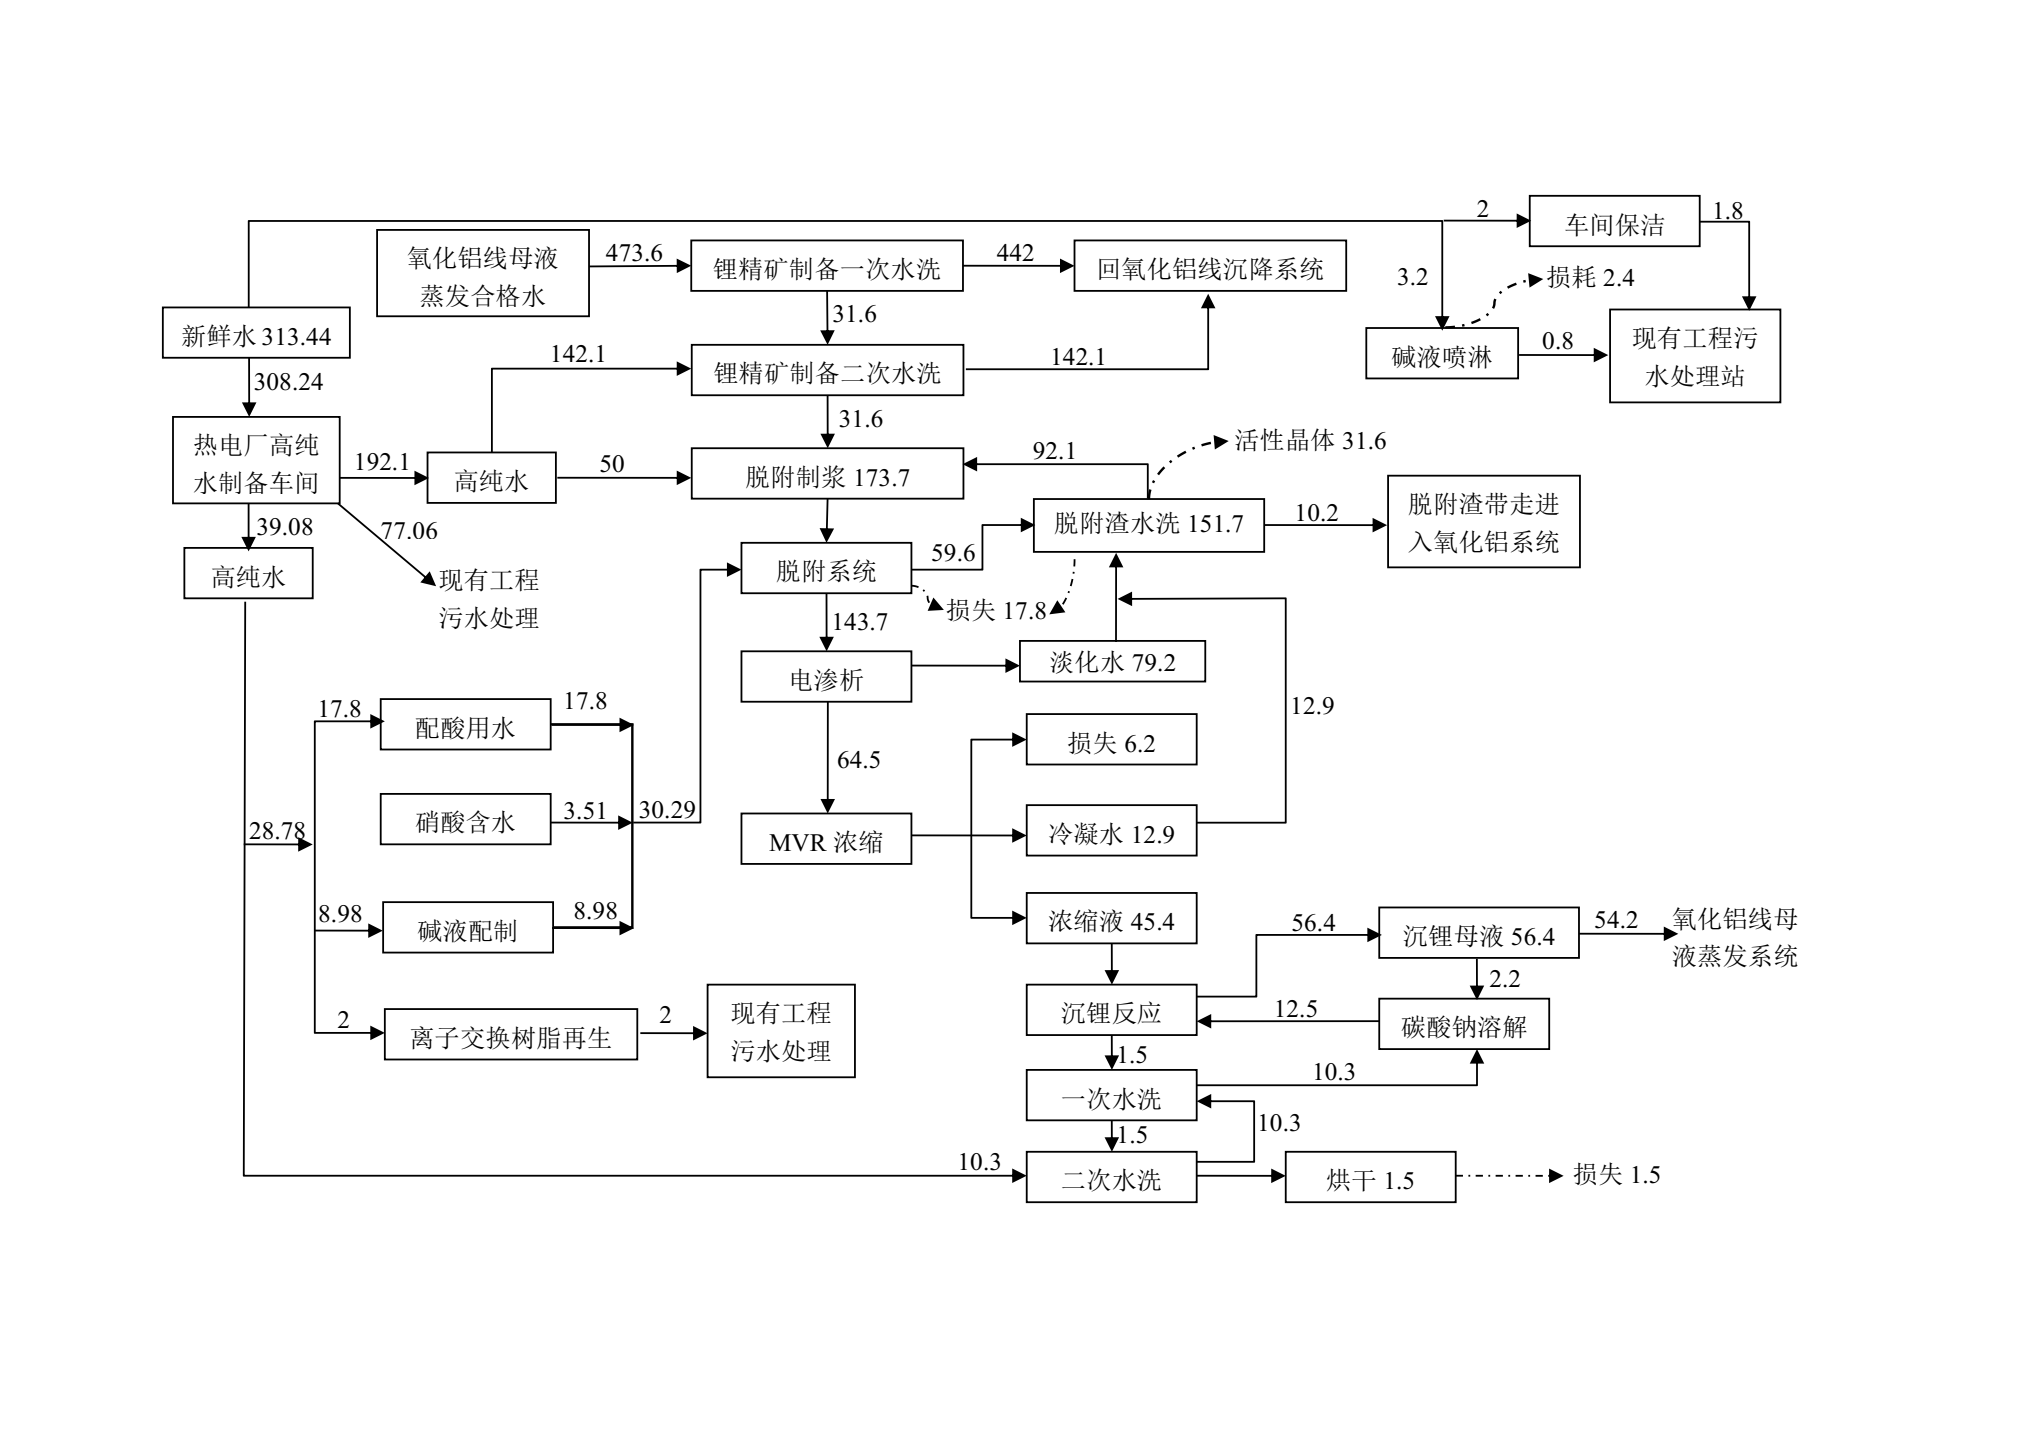 2
车间保洁
1.8
氧化铝线母液
蒸发合格水
473.6
锂精矿制备一次水洗
442
回氧化铝线沉降系统
3.2
损耗 2.4
31.6
新鲜水 313.44
142.1
锂精矿制备二次水洗
142.1
碱液喷淋
0.8
现有工程污
水处理站
308.24
31.6
热电厂高纯
水制备车间
192.1
高纯水
50
脱附制浆 173.7
92.1
活性晶体 31.6
脱附渣水洗 151.7
10.2
脱附渣带走进
入氧化铝系统
39.08
77.06
高纯水
现有工程
污水处理
脱附系统
59.6
损失 17.8
143.7
电渗析
淡化水 79.2
17.8
配酸用水
17.8
12.9
损失 6.2
64.5
硝酸含水
3.51
30.29
28.78
MVR 浓缩
冷凝水 12.9
8.98
碱液配制
8.98
浓缩液 45.4
56.4
沉锂母液 56.4
54.2
氧化铝线母
液蒸发系统
2.2
2
离子交换树脂再生
2
现有工程
污水处理
沉锂反应
12.5
碳酸钠溶解
1.5
一次水洗
10.3
1.5
10.3
10.3
二次水洗
烘干 1.5
损失 1.5